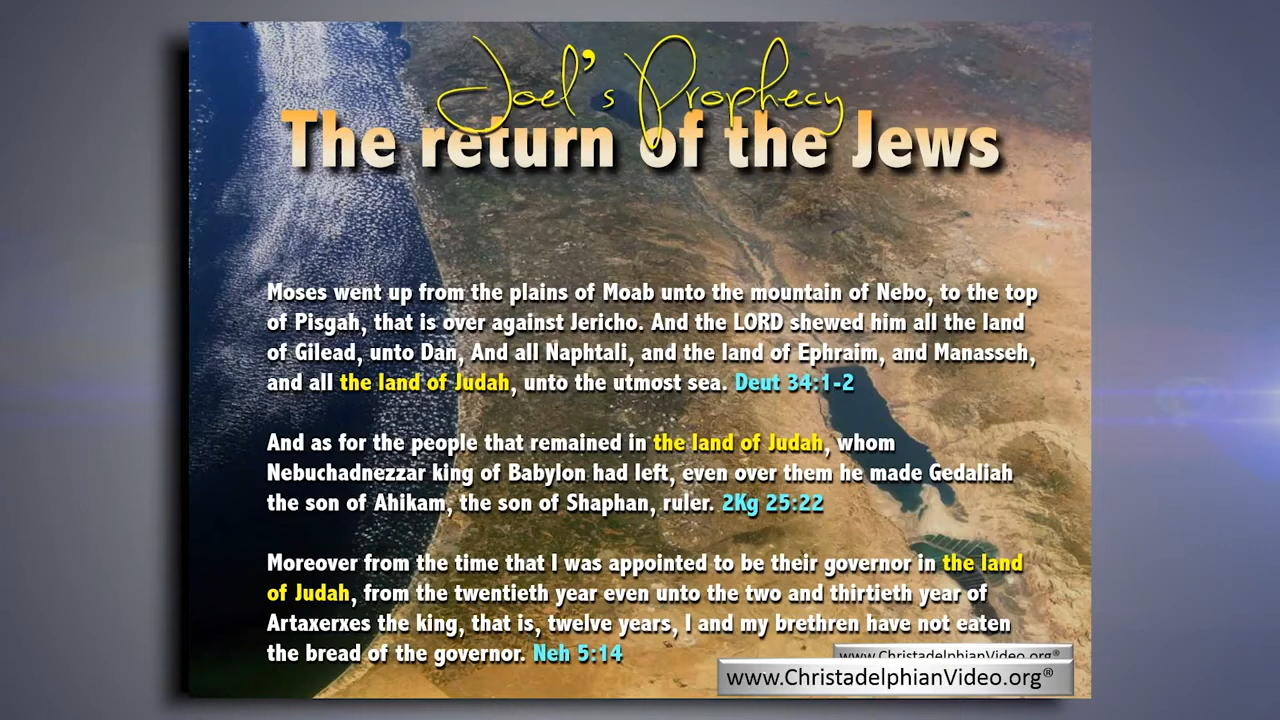 Joel's Prophecy
The return of the Jews
Moses went up from the plains of Moab unto the mountain of Nebo, to the top
of Pisgah, that is over against Jericho. And the LORD shewed him all the land
of Gilead, unto Dan, And all Naphtali, and the land of Ephraim, and Manasseh,
and all the land of Judah, unto the utmost sea. Deut 34:1-2
And as for the people that remained in the land of Judah, whom
Nebuchadnezzar king of Babylon had left, even over them he made Gedaliah
the son of Ahikam, the son of Shaphan, ruler. 2Kg 25:22
Moreover from the time that I was appointed to be their governor in the land
of Judah, from the twentieth year even unto the two and thirtieth year of
Artaxerxes the king, that is, twelve years, I and my brethren have not eaten
the bread of the governor. Neh 5:14
www.ChristadelphianVideo.org®
www.ChristadelphianVideo.org®